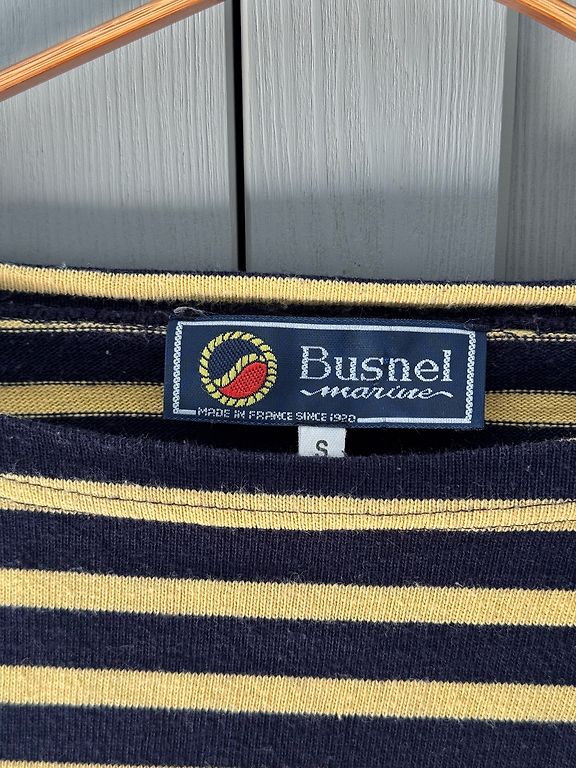 Busnel
marine
MADE IN FRANCE SINCE 1920
S